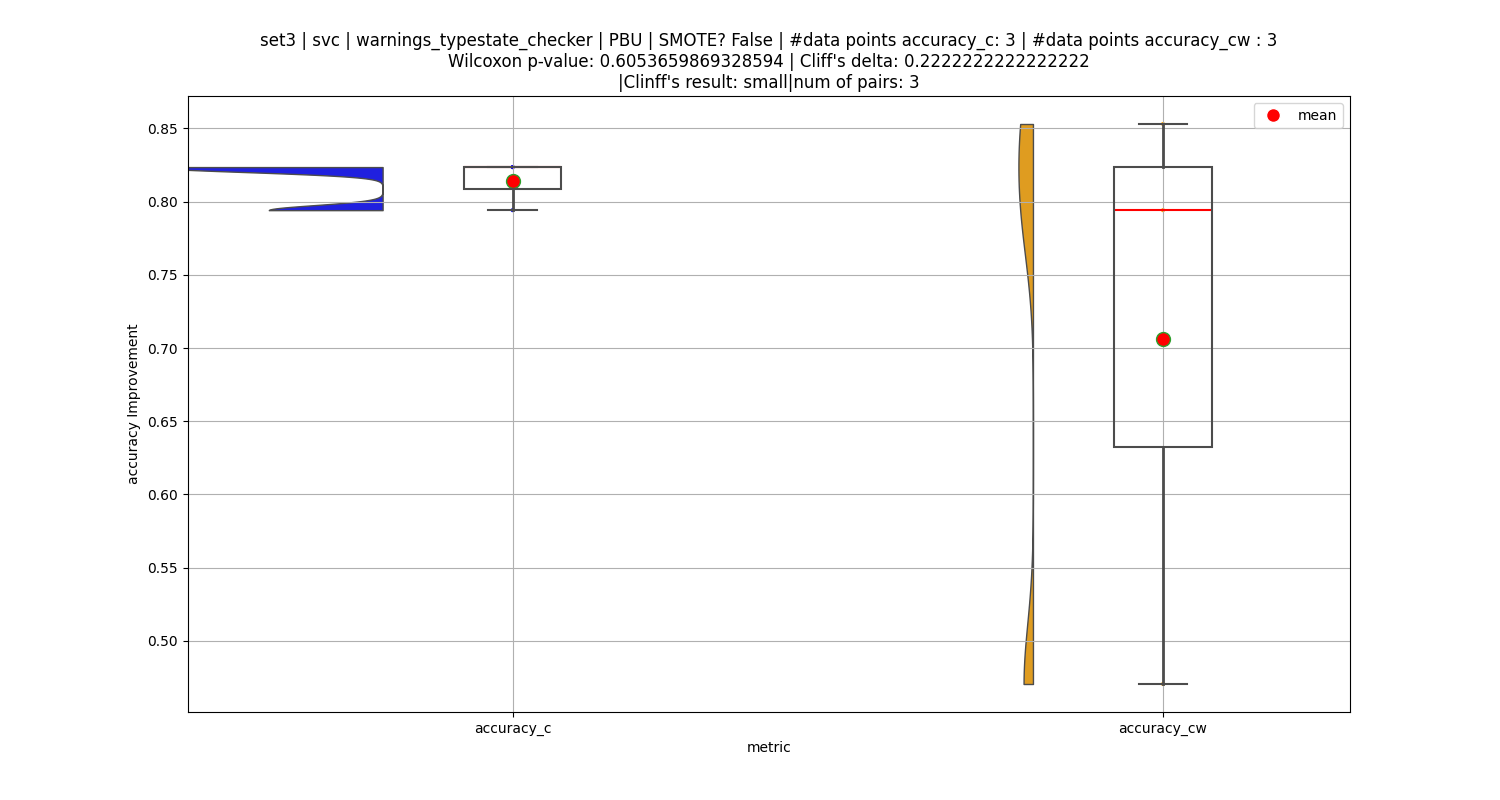 set3 | svc | warnings_typestate_checker | PBU | SMOTE? False | #data points accuracy_c: 3 | #data points accuracy_cw : 3
Wilcoxon p-value: 0.6053659869328594 | Cliff's delta: 0.2222222222222222
|Clinff's result: small|num of pairs: 3
mean
0.85
0.80
0.75
0.70
0.65
0.60
0.55
0.50
accuracy Improvement
accuracy_c
accuracy_cw
metric